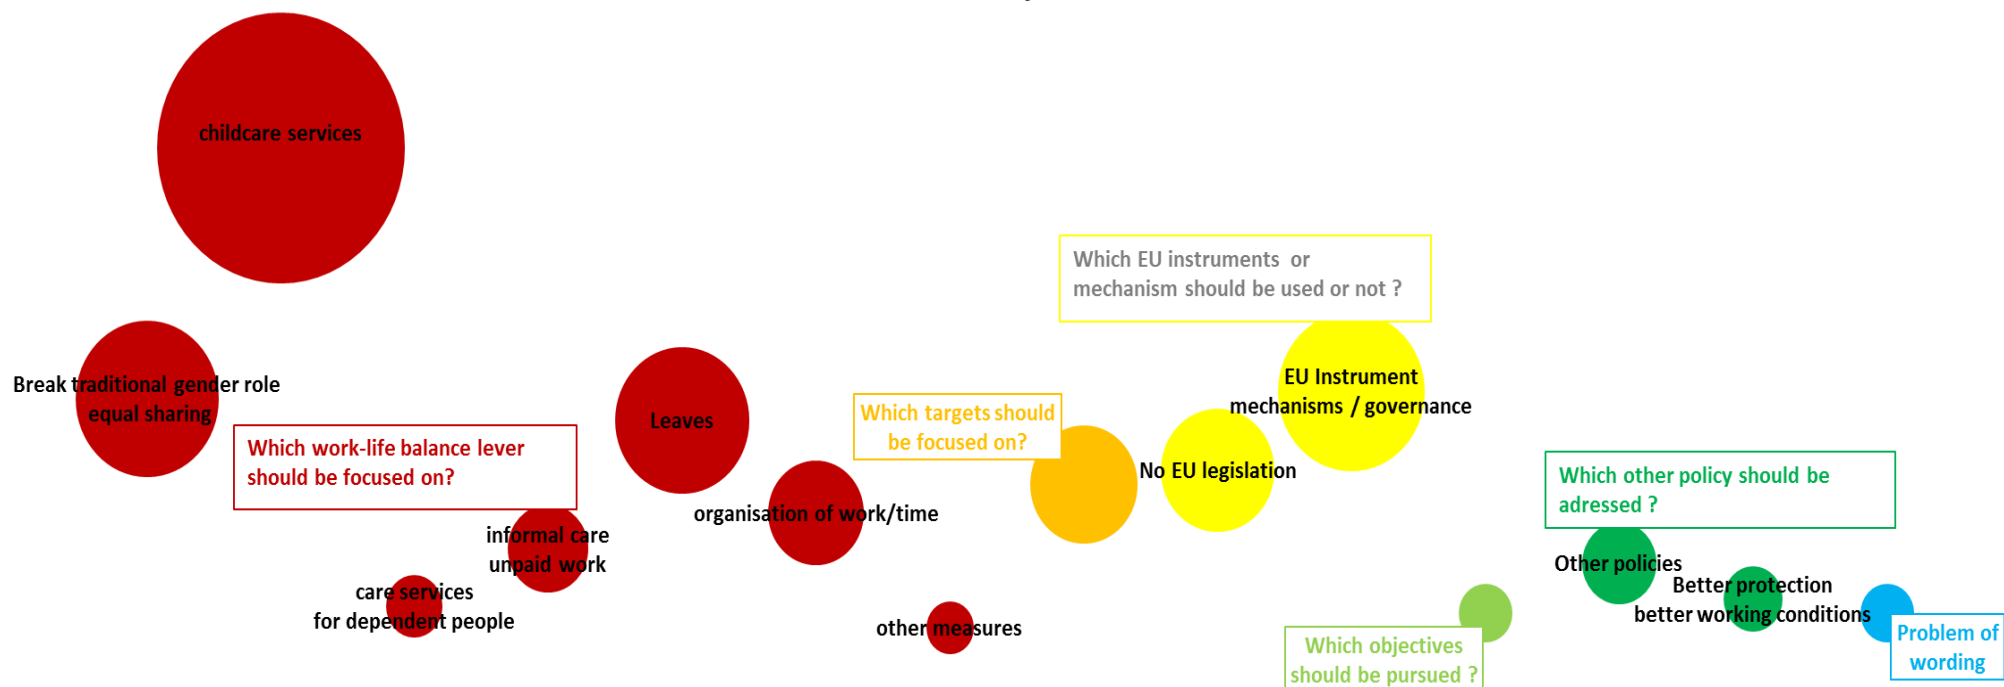 childcare services
Break traditional gender role
equal sharing
Which work-life balance lever
should be focused on?
care services
for dependent people
informal care
unpaid work
Leaves
organisation of work/time
other measures
Which targets should
be focused on?
No EU legislation
Which EU instruments or
mechanism should be used or not ?
EU Instrument
mechanisms / governance
Which objectives
should be pursued ?
Which other policy should be
adressed ?
Other policies
Better protection
better working conditions
Problem of
wording